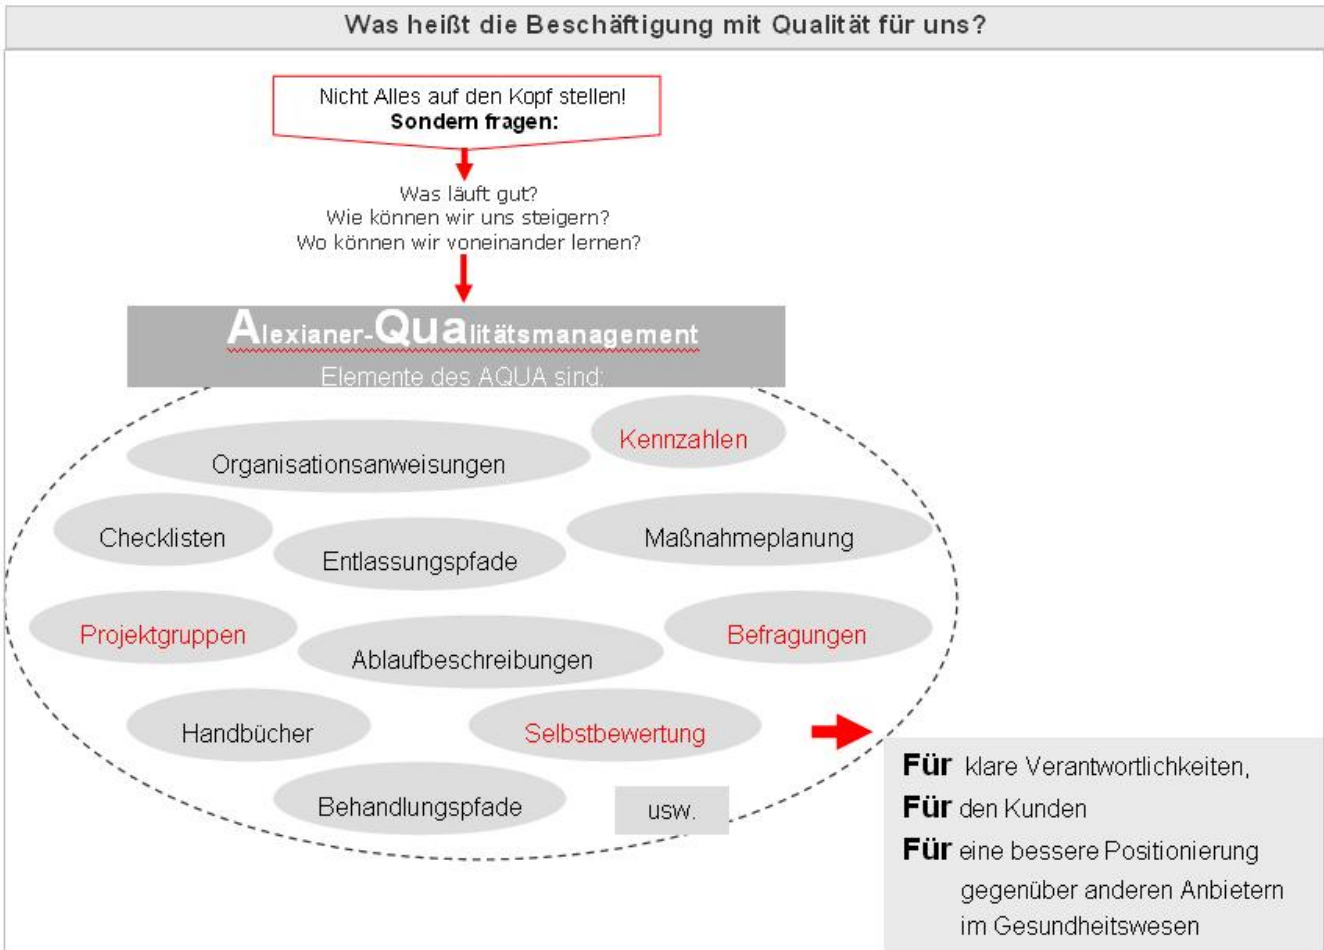 Was heißt die Beschäftigung mit Qualität für uns?
Nicht Alles auf den Kopf stellen!
Sondern fragen:
Was läuft gut?
Wie können wir uns steigern?
Wo können wir voneinander lernen?
Alexianer-Qualitätsmanagement
Elemente des AQUA sind:
Kennzahlen
Organisationsanweisungen
Checklisten
Entlassungspfade
Maßnahmeplanung
Projektgruppen
Ablaufbeschreibungen
Befragungen
Handbücher
Selbstbewertung
Behandlungspfade
usw.
Für klare Verantwortlichkeiten,
Für den Kunden
Für eine bessere Positionierung
gegenüber anderen Anbietern
im Gesundheitswesen